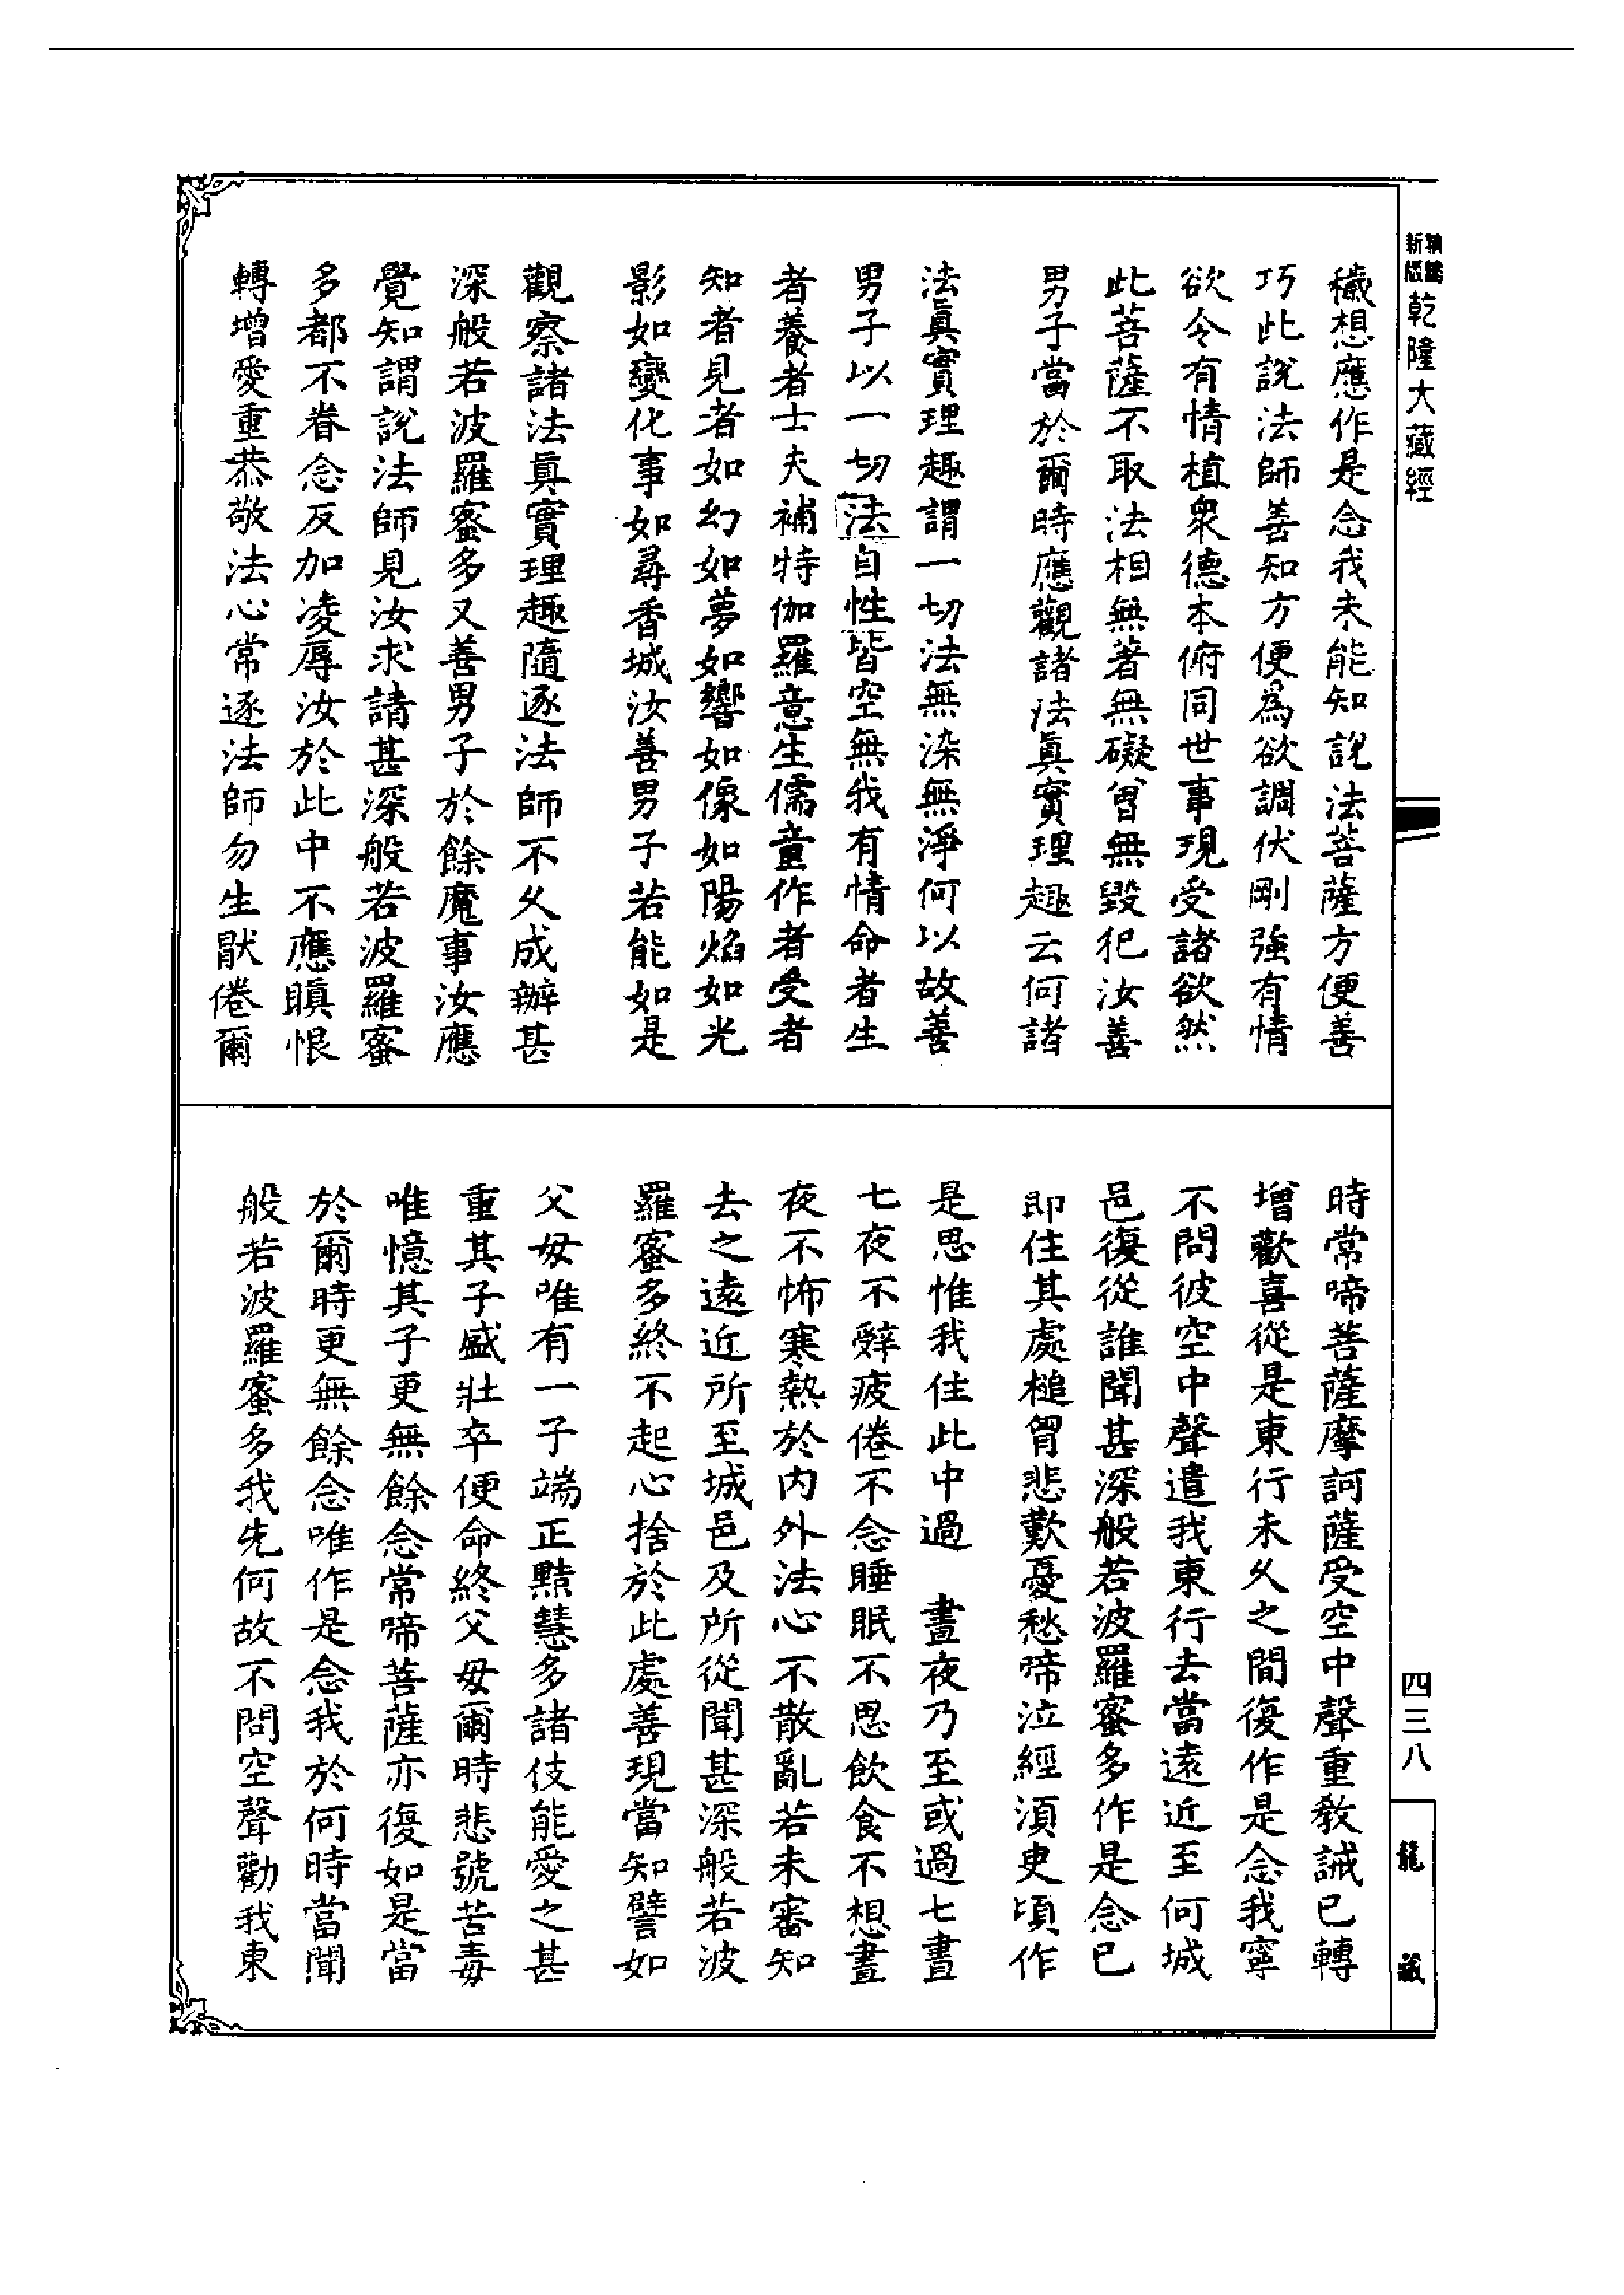 乾隆大藏經
穢想應作是念我未能知說法菩薩方便善
巧此說法師善知方便為欲調伏剛強有情
欲令有情植衆德本俯同世事現受諸欲然
此菩薩不取法相無著無礙曾無毀犯汝善
男子當於爾時應觀諸法眞實理趣云何諸
法眞實理趣謂一切法無染無淨何以故善
男子以一切法自性皆空無我有情命者生
者養者士夫補特伽羅意生儒童作者受者
知者見者如幻如夢如響如像如陽焰如光
影如變化事如尋香城汝善男子若能如是
觀察諸法眞實理趣隨逐法師不久成辦甚
深般若波羅蜜多又善男子於餘魔事汝應
覺知謂說法師見汝求請甚深般若波羅蜜
多都不眷念反加凌辱汝於此中不應瞋恨
轉增愛重恭敬法心常逐法師勿生厭倦爾
時常啼菩薩摩訶薩受空中聲重教誡已轉
增歡喜從是東行未久之間復作是念我寧
不問彼空中聲遣我東行去當遠近至何城
邑復從誰聞甚深般若波羅蜜多作是念已
即住其處槌胷悲歎憂愁啼泣經須臾頃作
是思惟我住此中過 晝夜乃至或過七晝
七夜不辭疲倦不念睡眠不思飲食不想晝
夜不怖寒熱於內外法心不散亂若未審知
去之遠近所至城邑及所從聞甚深般若波
羅蜜多終不起心捨於此處善現當知譬如
父母唯有一子端正黠慧多諸伎能愛之甚
重其子盛壯卒便命終父母爾時悲號苦毒
唯憶其子更無餘念常啼菩薩亦復如是當
於爾時更無餘念唯作是念我於何時當聞
般若波羅蜜多我先何故不問空聲勸我東
四三八
龍藏